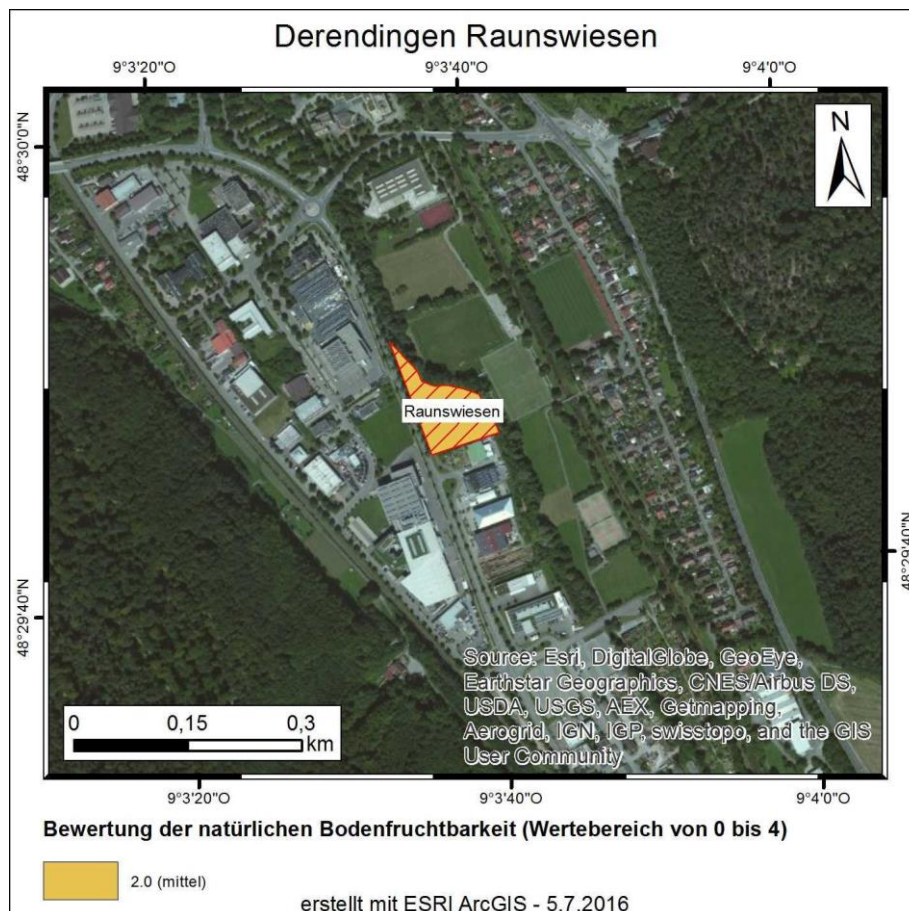 Derendingen Raunswiesen
9°3'20"O
9°3'40"O
9°4'0"O
48°30'0"N
N
Raunswiesen
48°29'40"N
48°29'40"N
Source: Esri, DigitalGlobe, GeoEye,
Earthstar Geographics, CNES/Airbus DS,
USDA, USGS, AEX, Getmapping,
Aerogrid, IGN, IGP, swisstopo, and the GIS
User Community
0 0,15 0,3
km
9°3'20"O
9°3'40"O
9°4'0"O
Bewertung der natürlichen Bodenfruchtbarkeit (Wertebereich von 0 bis 4)
2.0 (mittel)
erstellt mit ESRI ArcGIS - 5.7.2016